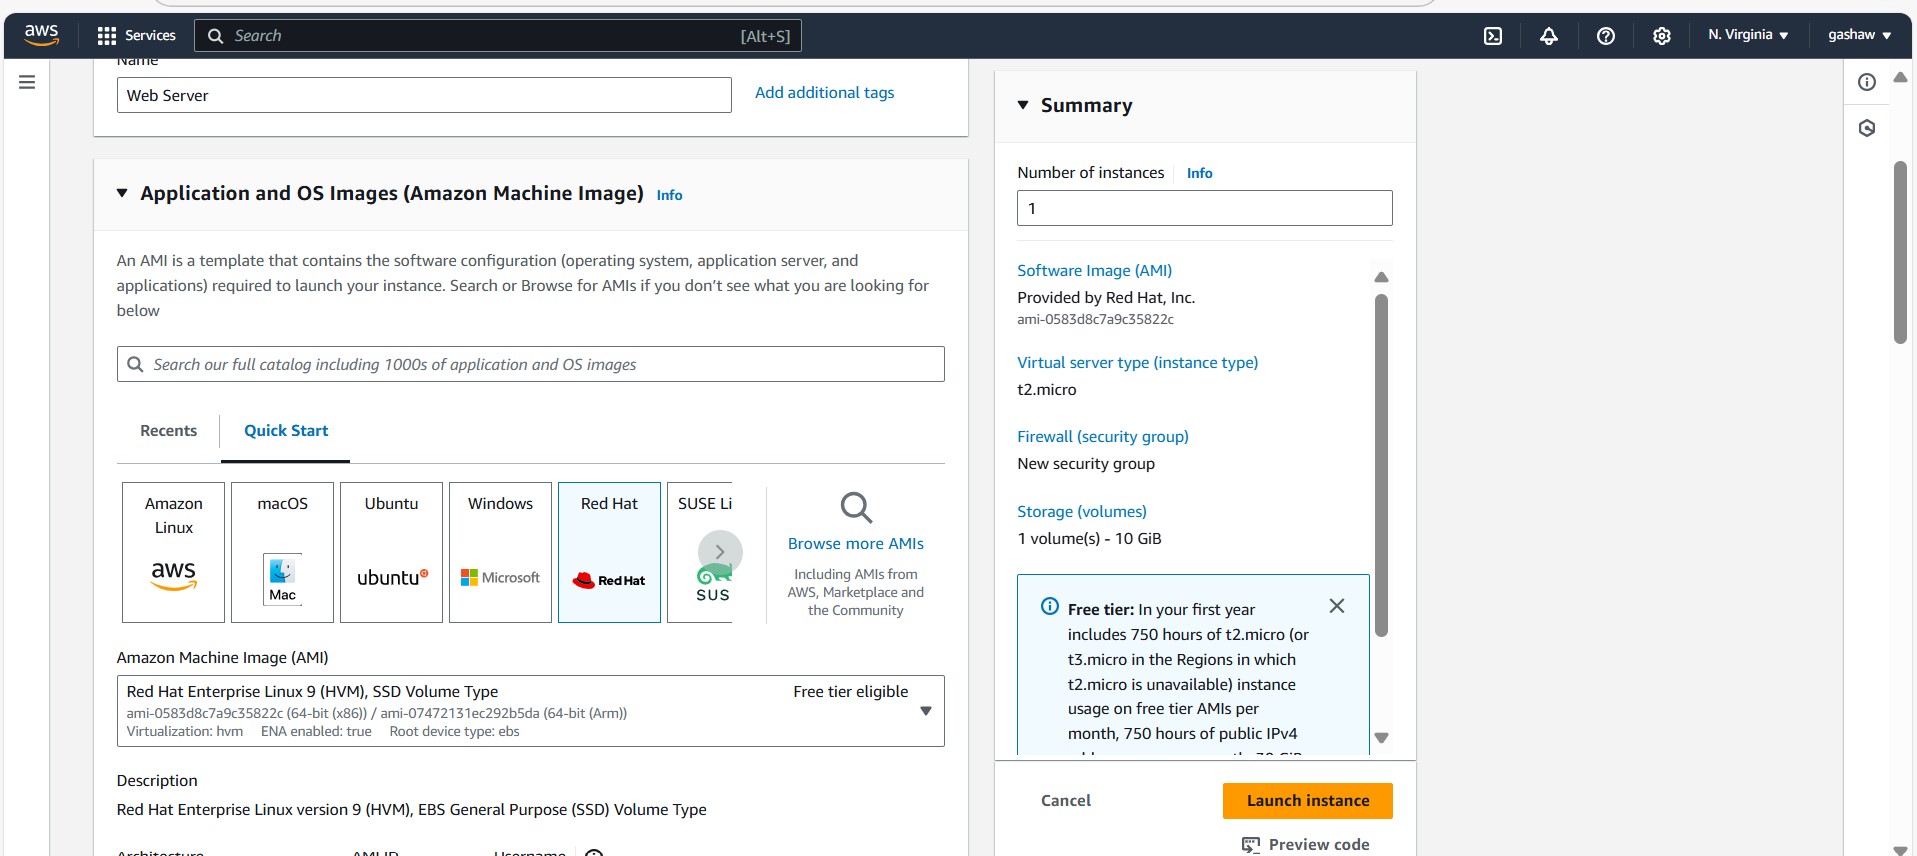 aws
Services
Search
[Alt+S]
N. Virginia
gashaw
Name
Web Server
Add additional tags
Application and OS Images (Amazon Machine Image)
Info
An AMI is a template that contains the software configuration (operating system, application server, and
applications) required to launch your instance. Search or Browse for AMIs if you don’t see what you are looking for
below
Search our full catalog including 1000s of application and OS images
Recents
Quick Start
Amazon
Linux
aws
macOS
Mac
Ubuntu
ubuntu
Windows
Microsoft
Red Hat
Red Hat
SUSE Li
SUS
Browse more AMIs
Including AMIs from
AWS, Marketplace and
the Community
Amazon Machine Image (AMI)
Red Hat Enterprise Linux 9 (HVM), SSD Volume Type
Free tier eligible
ami-0583d8c7a9c35822c (64-bit (x86)) / ami-07472131ec292b5da (64-bit (Arm))
Virtualization: hvm ENA enabled: true Root device type: ebs
Description
Red Hat Enterprise Linux version 9 (HVM), EBS General Purpose (SSD) Volume Type
Architecture AMI ID Username
Summary
Number of instances
Info
1
Software Image (AMI)
Provided by Red Hat, Inc.
ami-0583d8c7a9c35822c
Virtual server type (instance type)
t2.micro
Firewall (security group)
New security group
Storage (volumes)
1 volume(s) - 10 GiB
Free tier: In your first year
includes 750 hours of t2.micro (or
t3.micro in the Regions in which
t2.micro is unavailable) instance
usage on free tier AMIs per
month, 750 hours of public IPv4
Cancel
Launch instance
Preview code